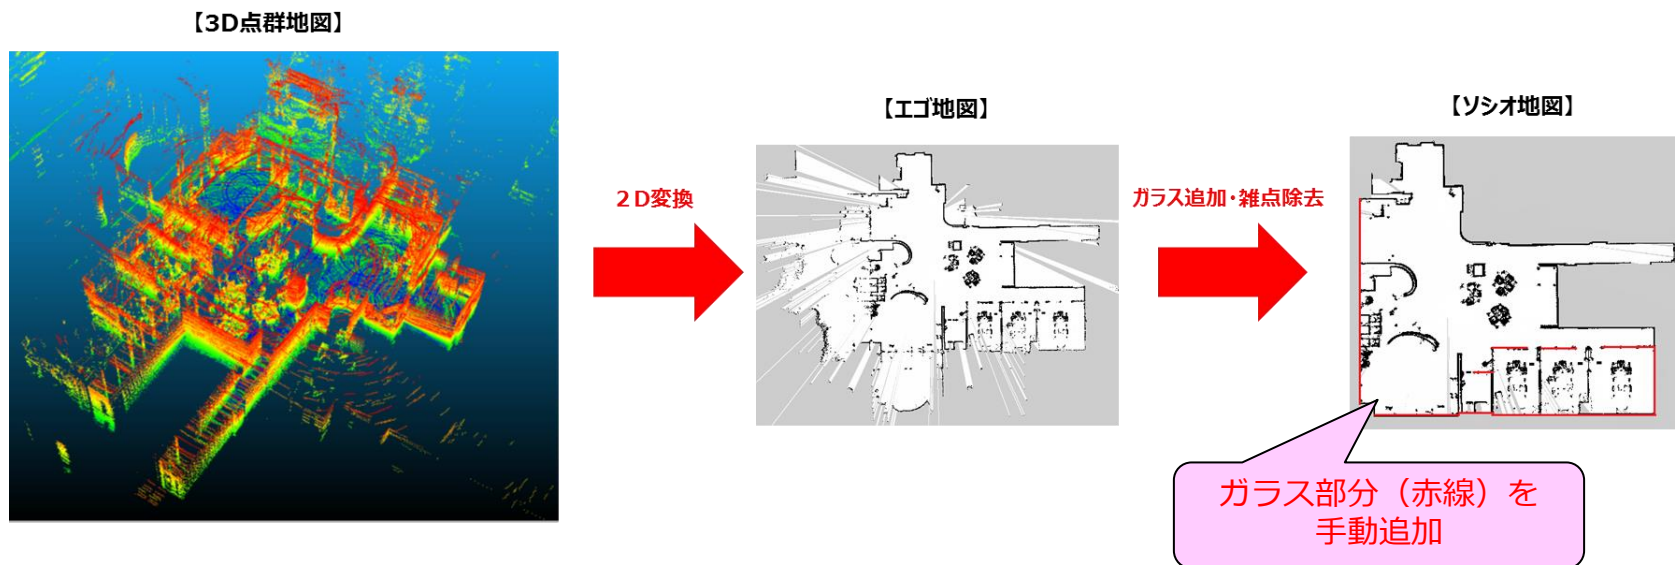 【3D点群地図】
【エゴ地図】
【ソシオ地図】
２Ｄ変換
ガラス追加・雑点除去
ガラス部分（赤線）を
手動追加